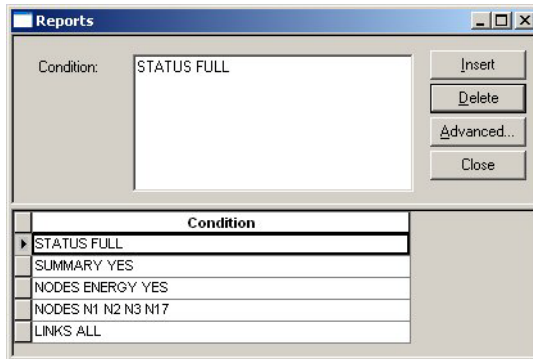 Reports
Condition:
STATUS FULL
Insert
Delete
Advanced...
Close
Condition
STATUS FULL
SUMMARY YES
NODES ENERGY YES
NODES N1 N2 N3 N17
LINKS ALL